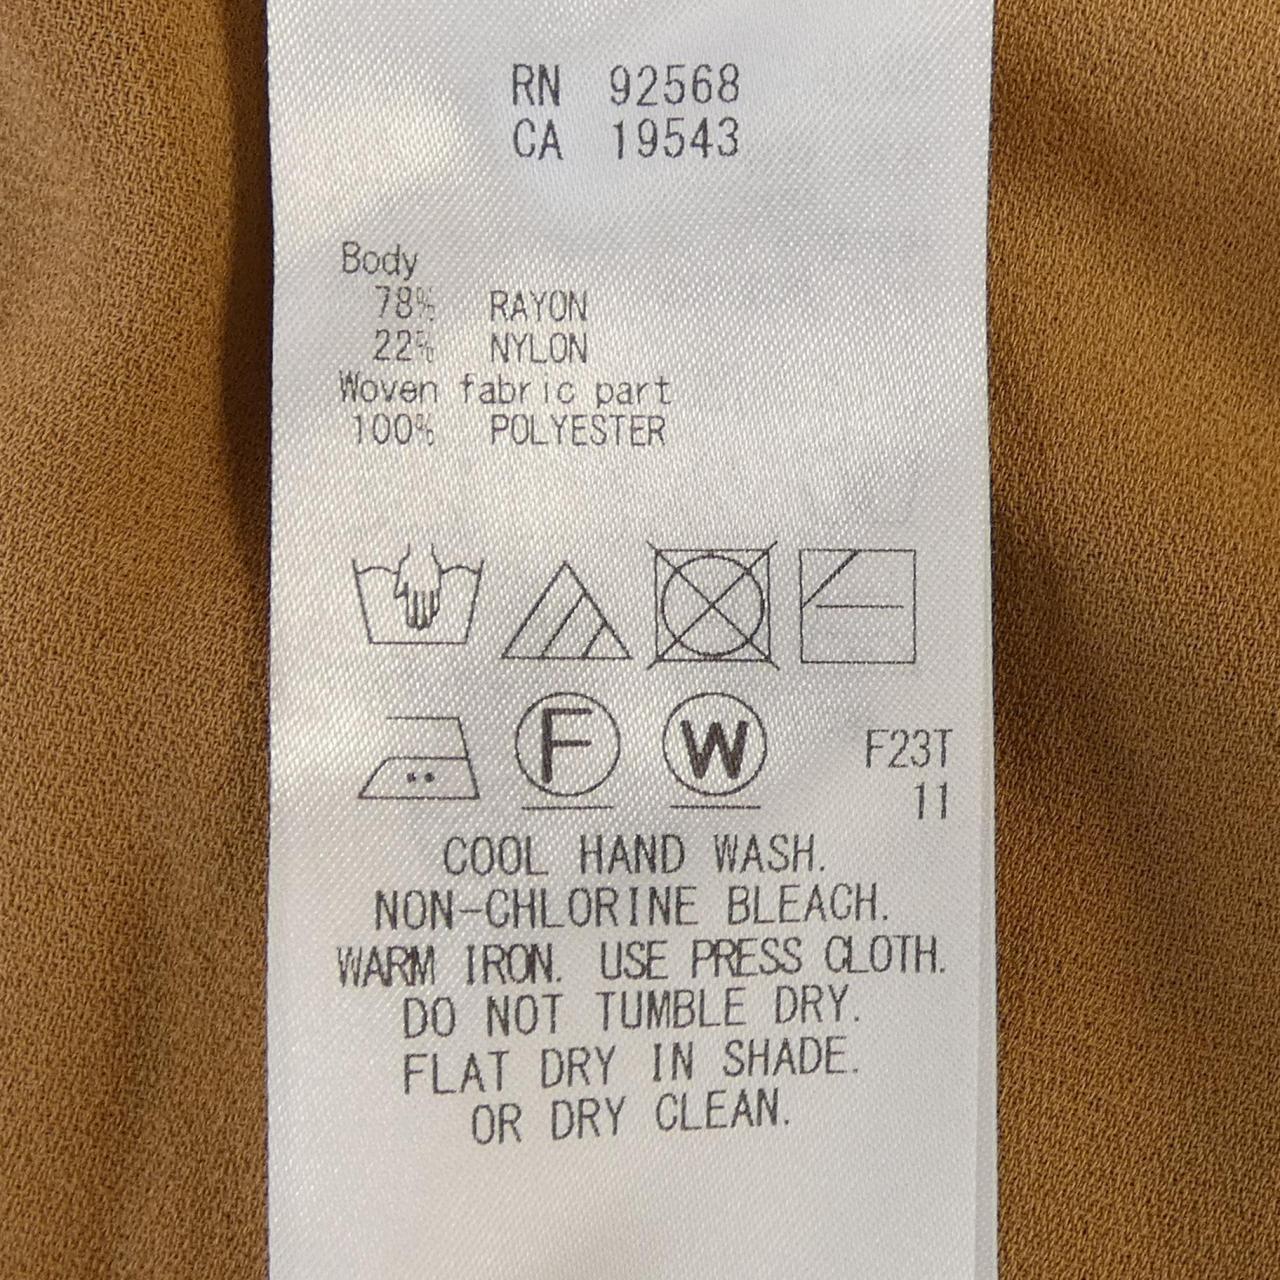 RN 92568
CA 19543
Body
78% RAYON
22% NYLON
Woven fabric part
100% POLYESTER
F W F23T
11
COOL HAND WASH.
NON-CHLORINE BLEACH.
WARM IRON. USE PRESS CLOTH.
DO NOT TUMBLE DRY.
FLAT DRY IN SHADE.
OR DRY CLEAN.